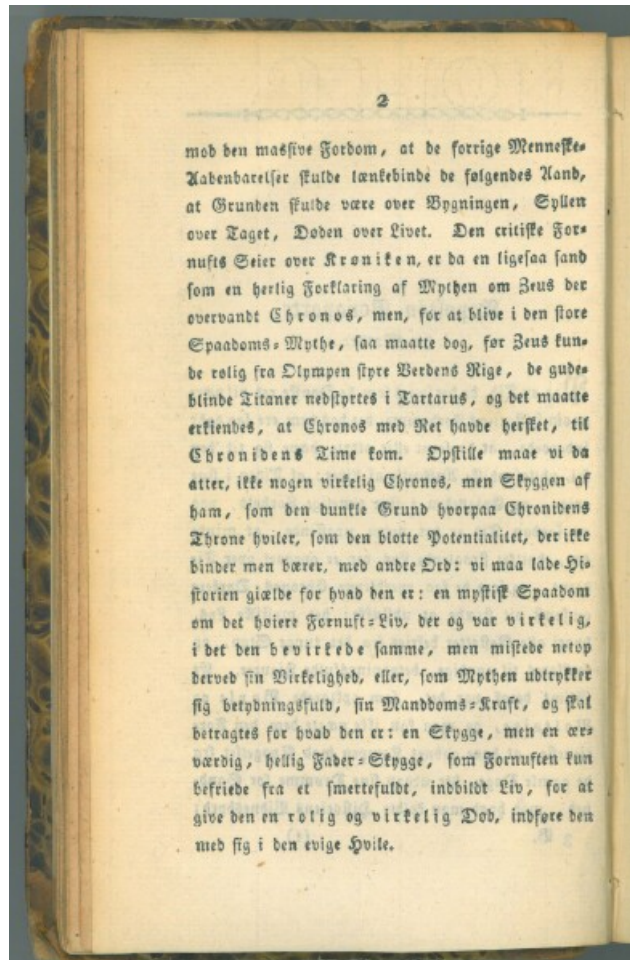 2
mod den massive Fordom, at de forrige Menneske-
Aabenbarelser skulde lænkebinde de følgendes Aand,
at Grunden skulde være over Bygningen, Syllen
over Taget, Døden over Livet. Den critiske For-
nufts Seier over Krøniken, er da en ligesaa sand
som en herlig Forklaring af Mythen om Zeus der
overvandt Chronos, men, for at blive i den store
Spaadoms-Mythe, saa maatte dog, før Zeus kun-
de rolig fra Olympen styre Verdens Rige, de gude-
blinde Titaner nedstyrtes i Tartarus, og det maatte
erkiendes, at Chronos med Ret havde hersket, til
Chronidens Time kom. Opstille maae vi da
atter, ikke nogen virkelig Chronos, men Skyggen af
ham, som den dunkle Grund hvorpaa Chronidens
Throne hviler, som den blotte Potentialitet, der ikke
binder men bærer, med andre Ord: vi maa lade Hi-
storien giælde for hvad den er: en mystisk Spaadom
om det høiere Fornuft-Liv, der og var virkelig,
i det den bevirkede samme, men mistede netop
derved sin Virkelighed, eller, som Mythen udtrykker
sig betydningsfuld, sin Manddoms-Kraft, og skal
betragtes for hvad den er: en Skygge, men en ær-
værdig, hellig Fader-Skygge, som Fornuften kun
befriede fra et smertefuldt, indbildt Liv, for at
give den en rolig og virkelig Død, indføre den
med sig i den evige Hvile.